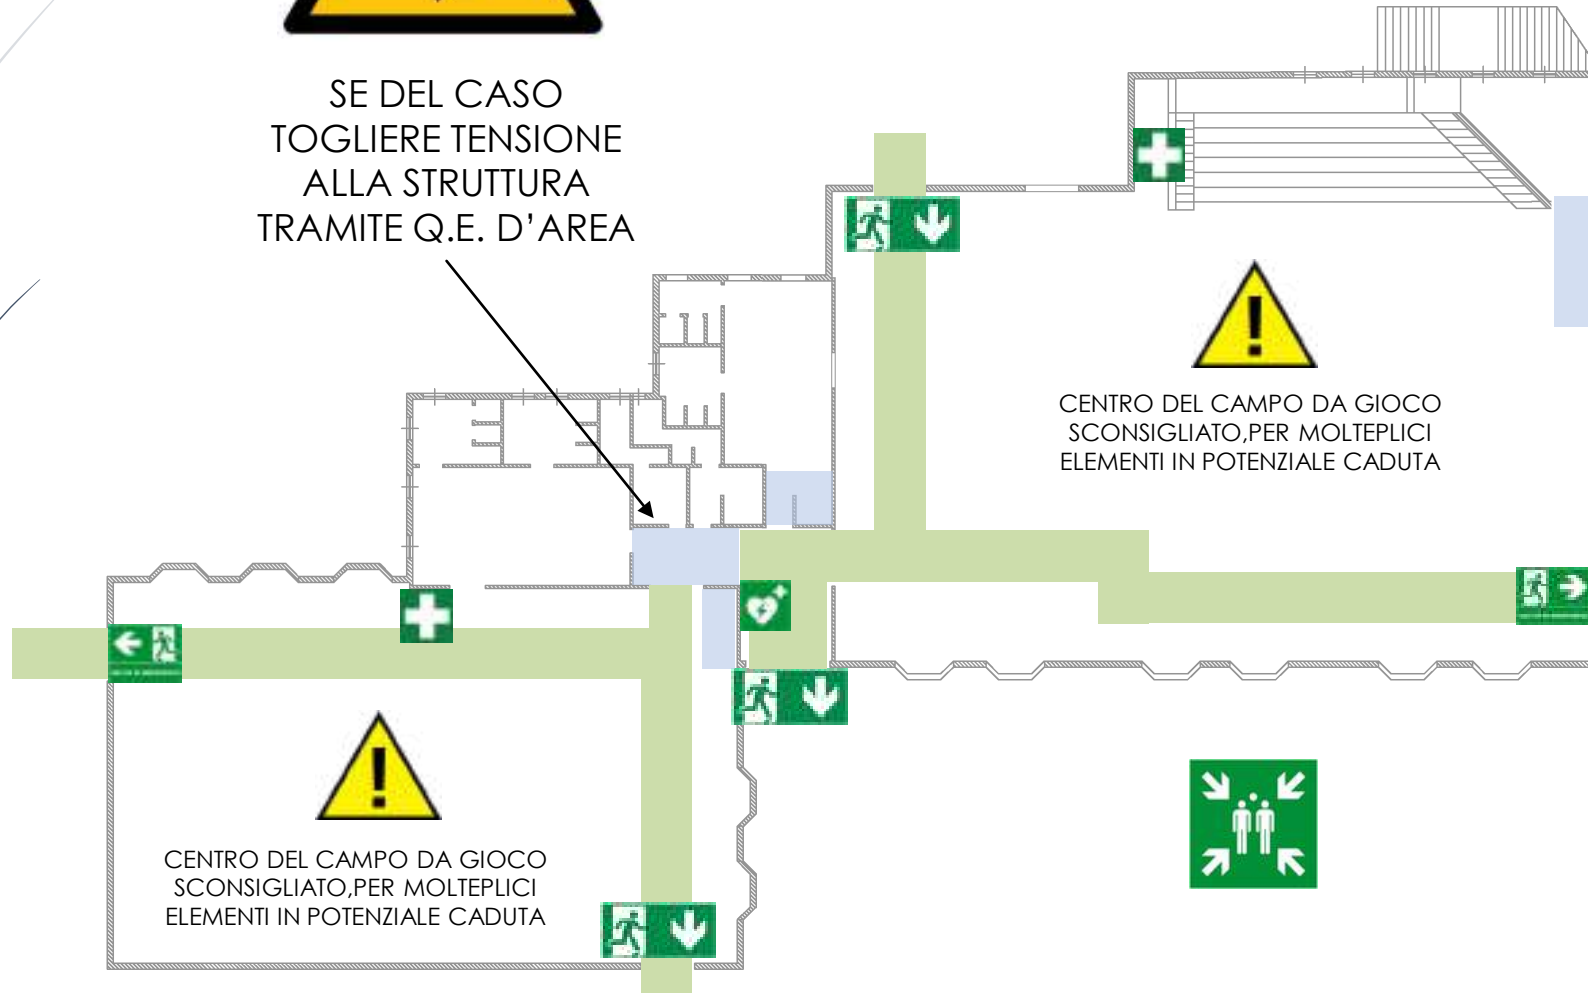 SE DEL CASO
TOGLIERE TENSIONE
ALLA STRUTTURA
TRAMITE Q.E. D’AREA
CENTRO DEL CAMPO DA GIOCO
SCONSIGLIATO,PER MOLTEPLICI
ELEMENTI IN POTENZIALE CADUTA
CENTRO DEL CAMPO DA GIOCO
SCONSIGLIATO,PER MOLTEPLICI
ELEMENTI IN POTENZIALE CADUTA